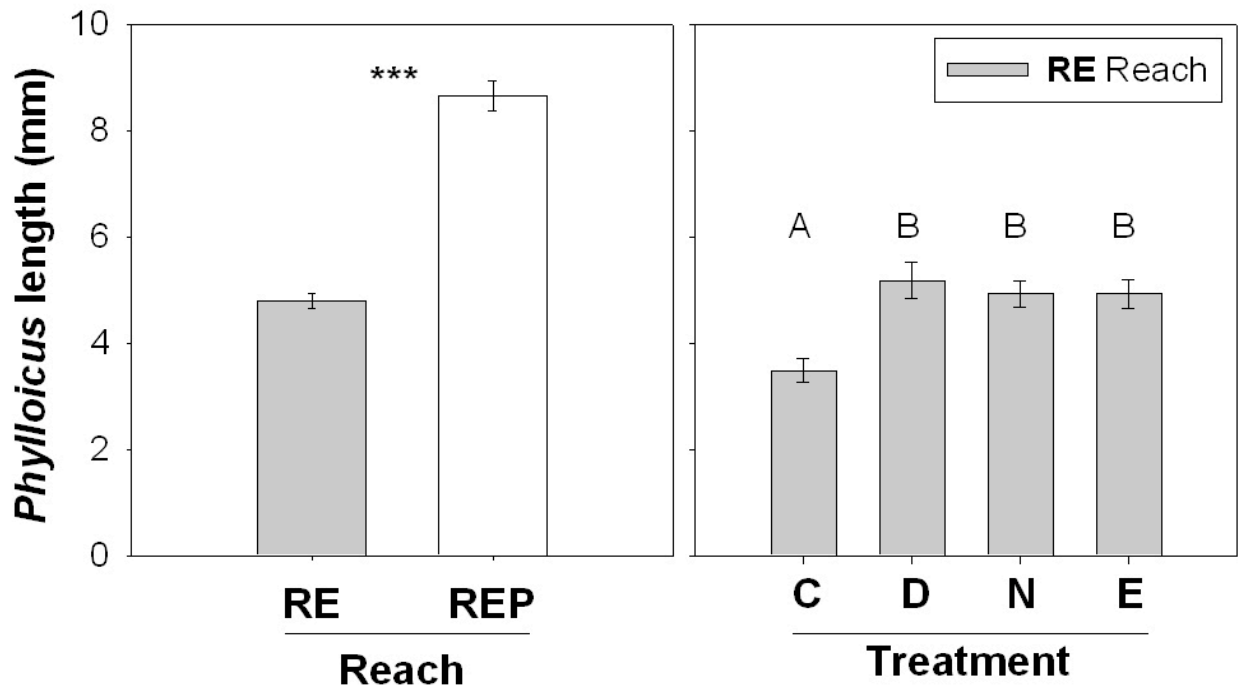 Phylloicus length (mm)
10
8
6
4
2
0
***
RE REP
Reach
RE Reach
A B B B
C D N E
Treatment